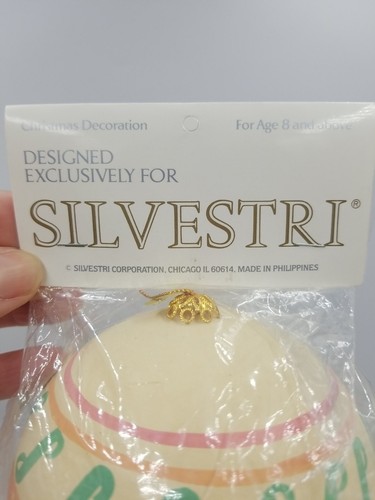 Christmas Decoration
For Age 8 and above
DESIGNED
EXCLUSIVELY FOR
SILVESTRI®
© SILVESTRI CORPORATION, CHICAGO IL 60614. MADE IN PHILIPPINES